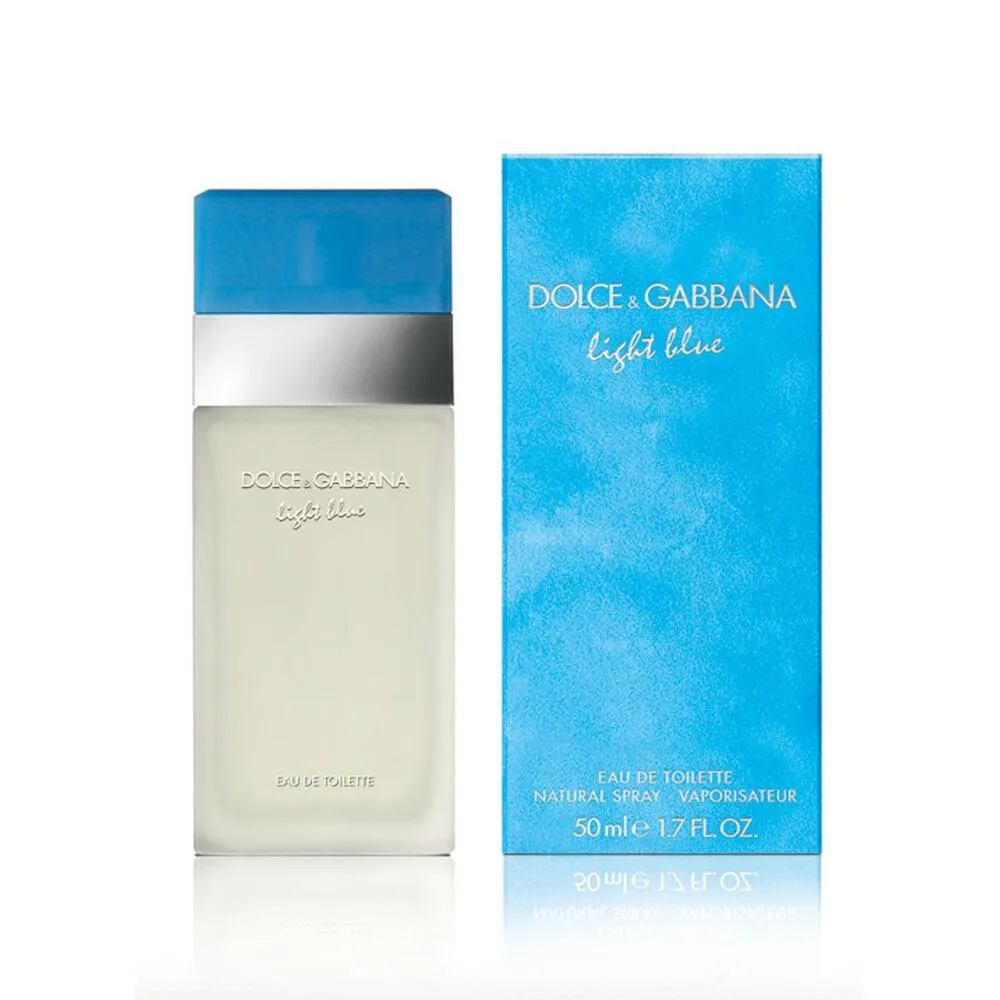 DOLCE & GABBANA
light blue
EAU DE TOILETTE
DOLCE & GABBANA
light blue
EAU DE TOILETTE
NATURAL SPRAY VAPORISATEUR
50 ml e 1.7 FL. OZ.